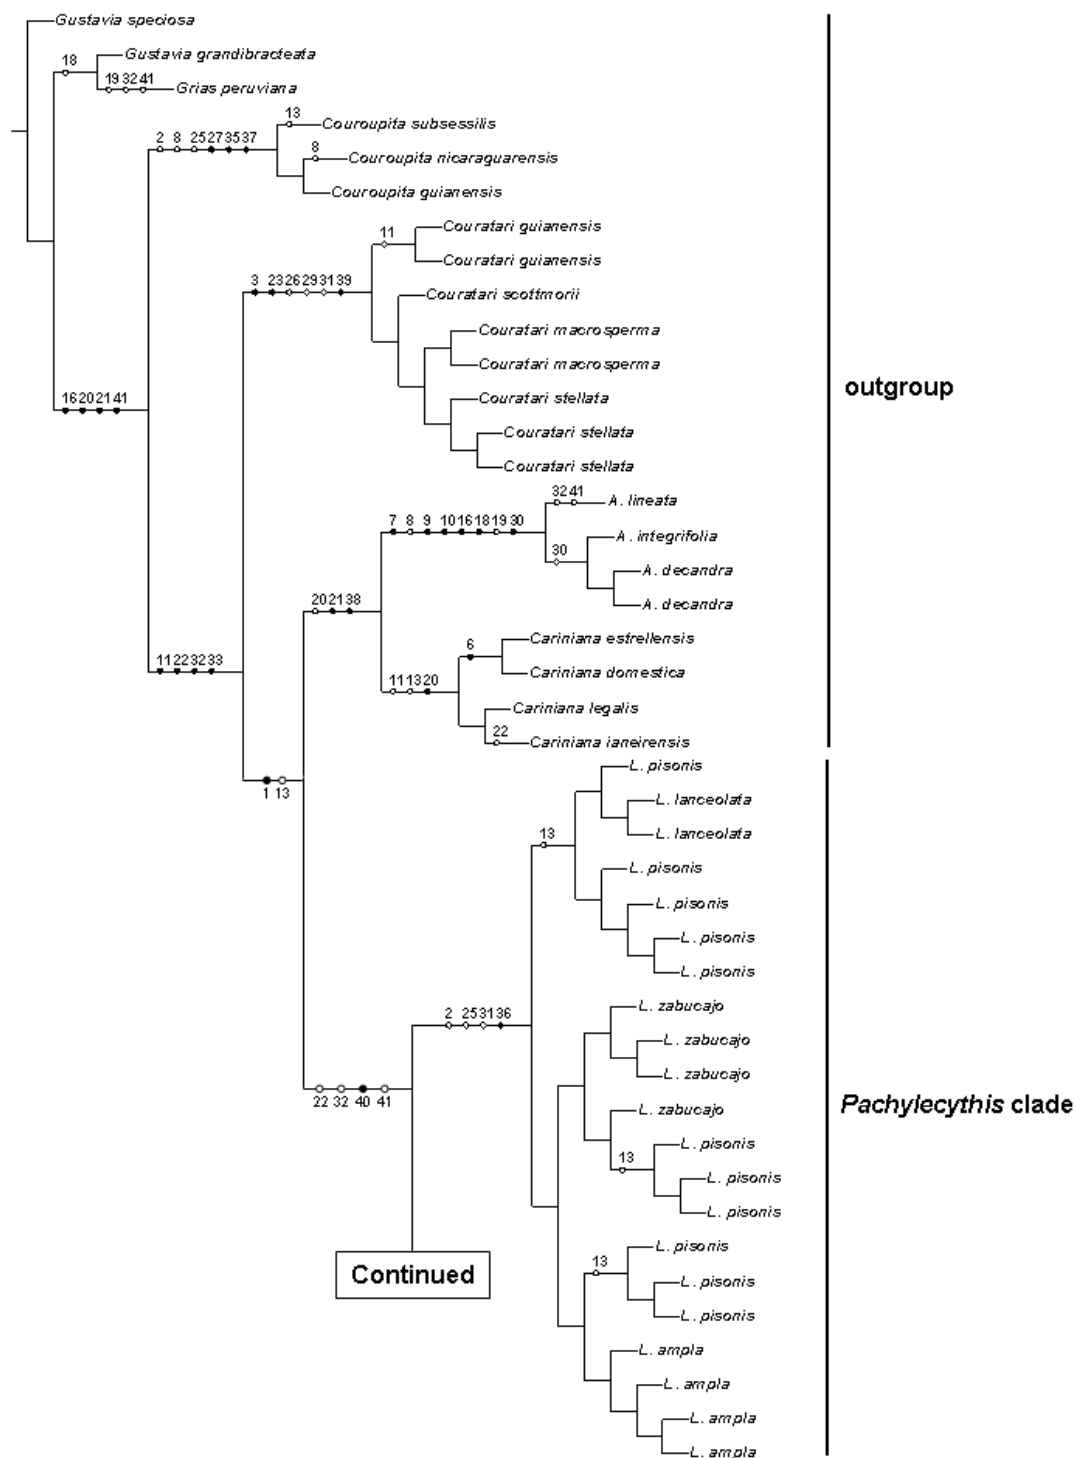 Gustavia speciosa
Gustavia grandibracteata
18
19 32 41
Grias peruviana
13
Couroupita subsessilis
2 8 25 27 35 37
8
Couroupita nicaraguarensis
Couroupita guianensis
Couratari guianensis
11
Couratari guianensis
3 23 26 29 31 39
Couratari scottmorii
Couratari macrosperma
Couratari macrosperma
outgroup
16 20 21 41
Couratari stellata
Couratari stellata
Couratari stellata
32 41
A. lineata
7 8 9 10 16 18 19 30
A. integrifolia
30
A. decandra
20 21 38
A. decandra
Cariniana estrellensis
6
11 22 32 33
Cariniana domestica
11 13 20
Cariniana legalis
22
Cariniana ianeirensis
L. pisonis
1 13
L. lanceolata
L. lanceolata
13
L. pisonis
L. pisonis
L. pisonis
L. pisonis
L. zabucajo
2 25 31 36
L. zabucajo
L. zabucajo
22 32 40 41
L. zabucajo
Pachylecythis clade
L. pisonis
13
L. pisonis
L. pisonis
L. pisonis
13
Continued
L. pisonis
L. pisonis
L. ampla
L. ampla
L. ampla
L. ampla